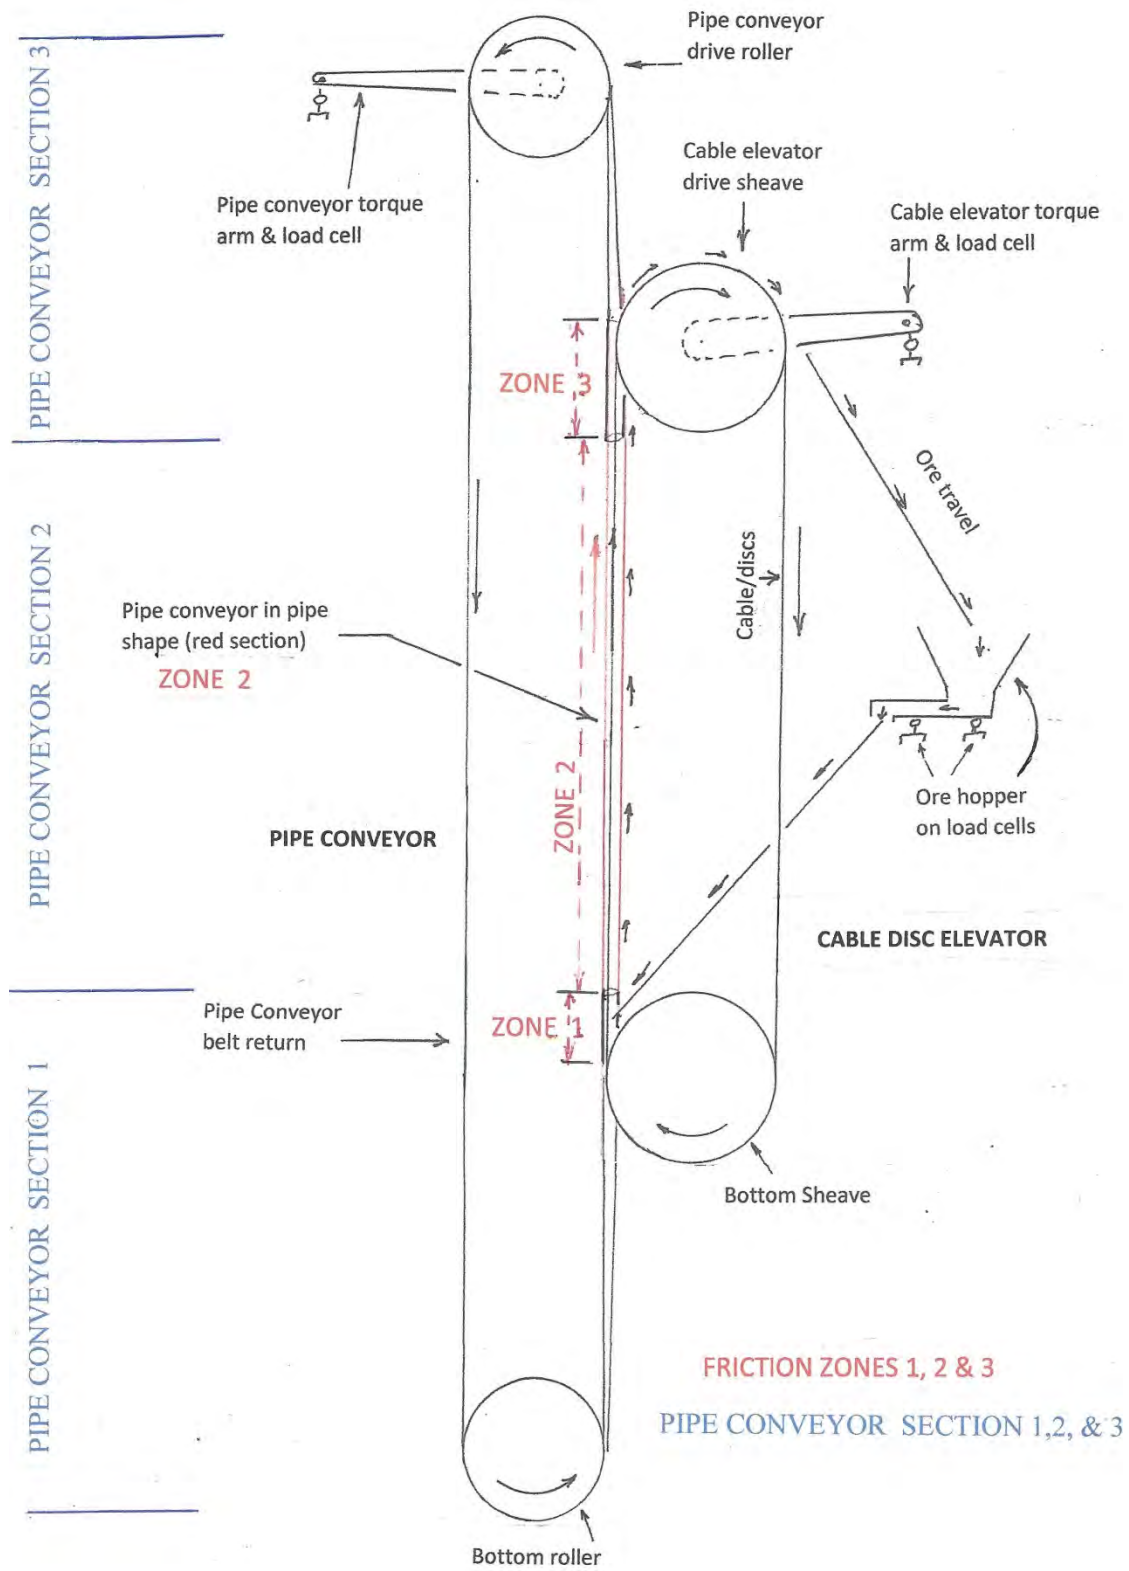 Pipe conveyor
drive roller
PIPE CONVEYOR SECTION 3
Cable elevator
drive sheave
Pipe conveyor torque
arm & load cell
Cable elevator torque
arm & load cell
ZONE 3
Ore travel
PIPE CONVEYOR SECTION 2
Cable/discs
Pipe conveyor in pipe
shape (red section)
ZONE 2
ZONE 2
Ore hopper
on load cells
PIPE CONVEYOR
CABLE DISC ELEVATOR
Pipe Conveyor
belt return
ZONE 1
PIPE CONVEYOR SECTION 1
Bottom Sheave
FRICTION ZONES 1, 2 & 3
PIPE CONVEYOR SECTION 1,2, & 3
Bottom roller